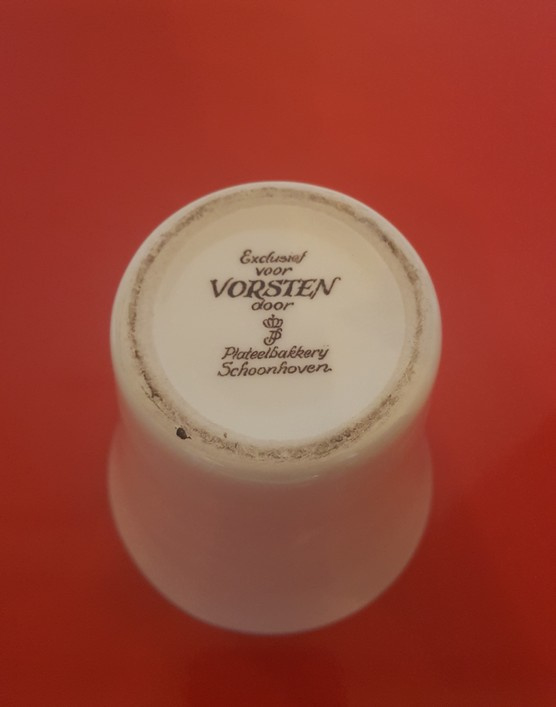 Exclusief
voor
VORSTEN
door
Plateelbakkerij
Schoonhoven